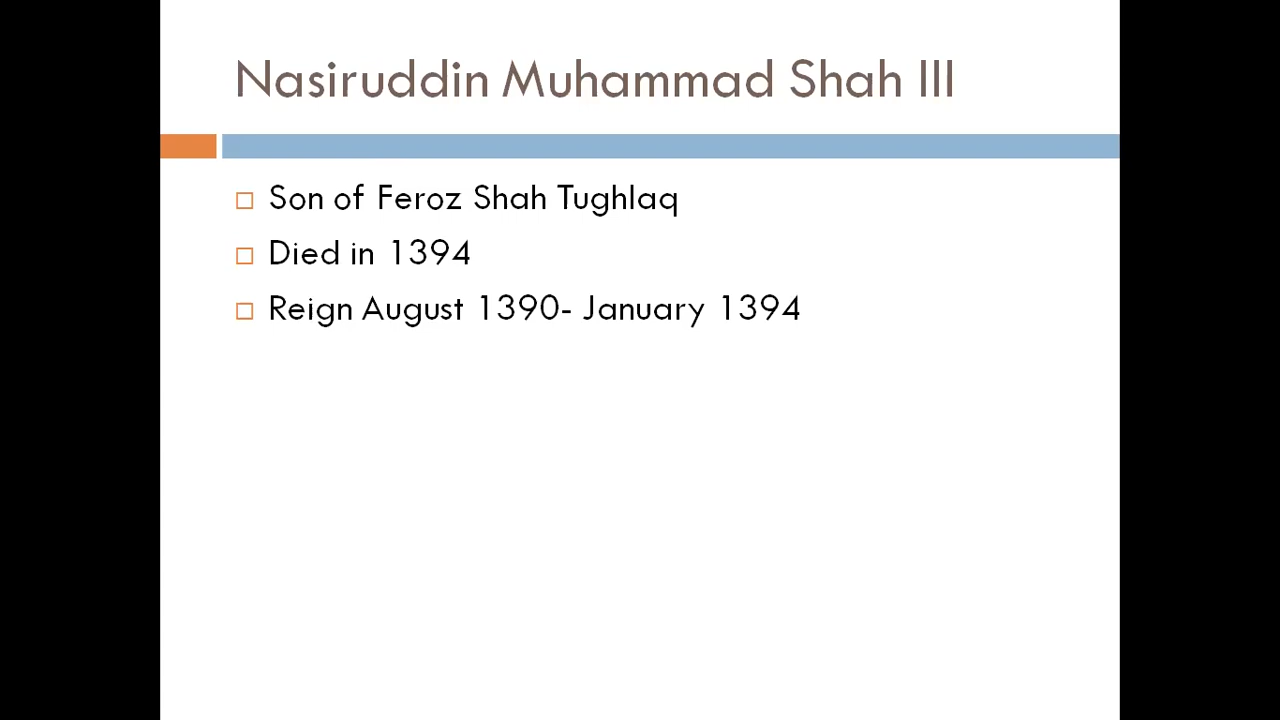 Nasiruddin Muhammad Shah III
Son of Feroz Shah Tughlaq
Died in 1394
Reign August 1390- January 1394